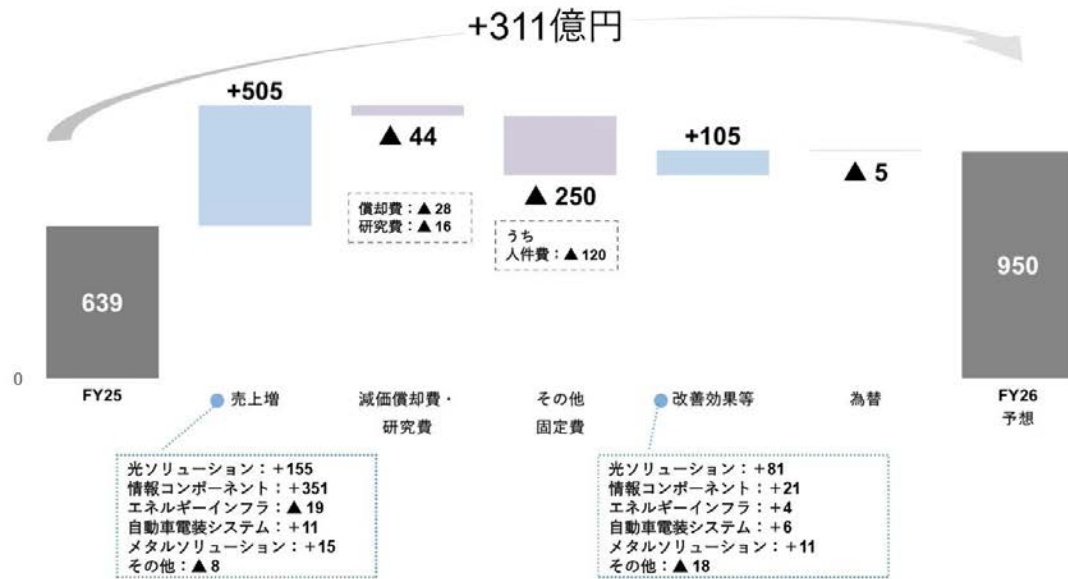 +311億円
+505
▲ 44
償却費：▲ 28
研究費：▲ 16
▲ 250
うち
人件費：▲ 120
+105
▲ 5
639
950
0
FY25
売上増
減価償却費・
研究費
その他
固定費
改善効果等
為替
FY26
予想
光ソリューション：+155
情報コンポーネント：+351
エネルギーインフラ：▲ 19
自動車電装システム：+11
メタルソリューション：+15
その他：▲ 8
光ソリューション：+81
情報コンポーネント：+21
エネルギーインフラ：+4
自動車電装システム：+6
メタルソリューション：+11
その他：▲ 18